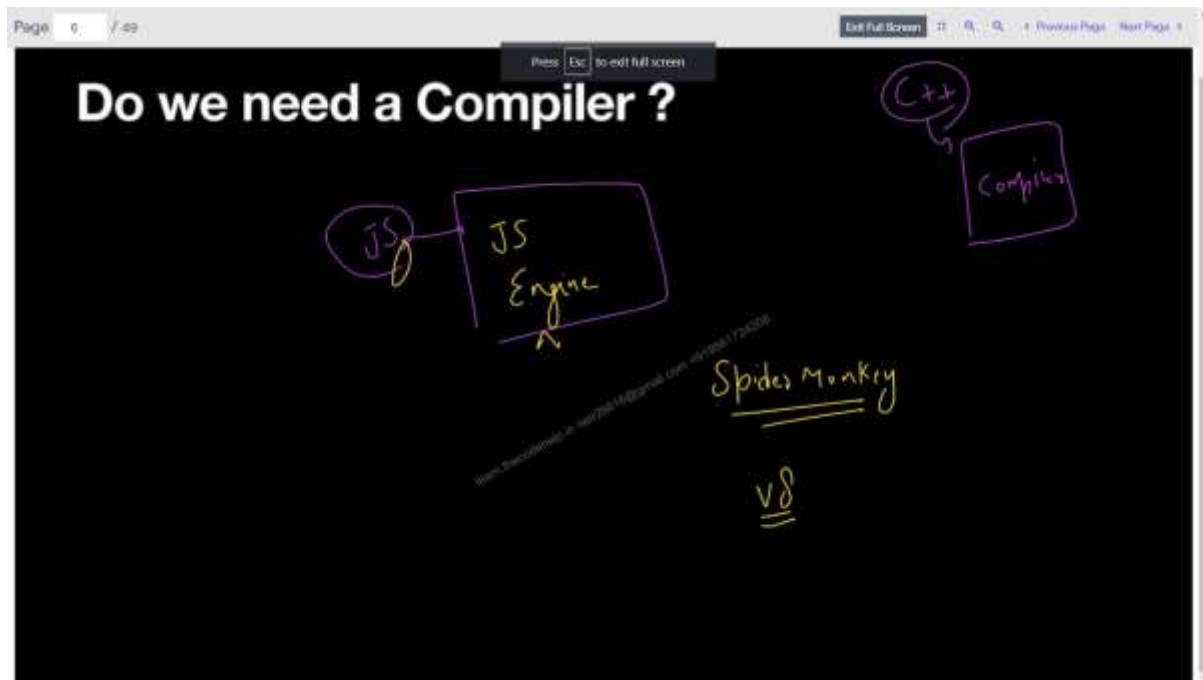 Page 6 / 49
Exit Full Screen Previous Page Next Page
Press Esc to exit full screen
Do we need a Compiler ?
C++
Compiler
JS
JS
Engine
Spider Monkey
v8